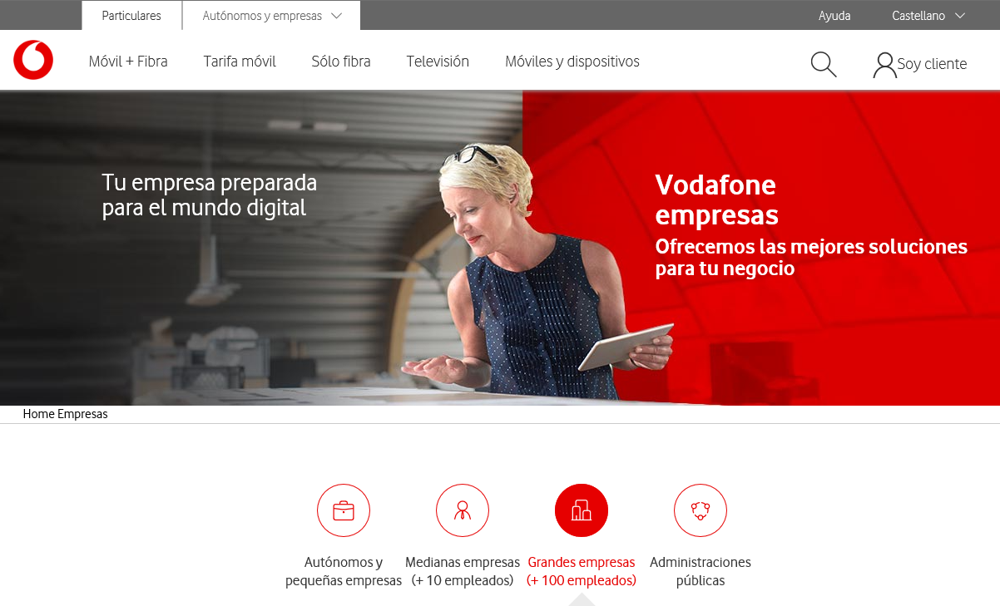 Particulares
Autónomos y empresas
Ayuda
Castellano
Móvil + Fibra
Tarifa móvil
Sólo fibra
Televisión
Móviles y dispositivos
Soy cliente
Tu empresa preparada
para el mundo digital
Vodafone
empresas
Ofrecemos las mejores soluciones
para tu negocio
Home Empresas
Autónomos y
pequeñas empresas
Medianas empresas
(+ 10 empleados)
Grandes empresas
(+ 100 empleados)
Administraciones
públicas